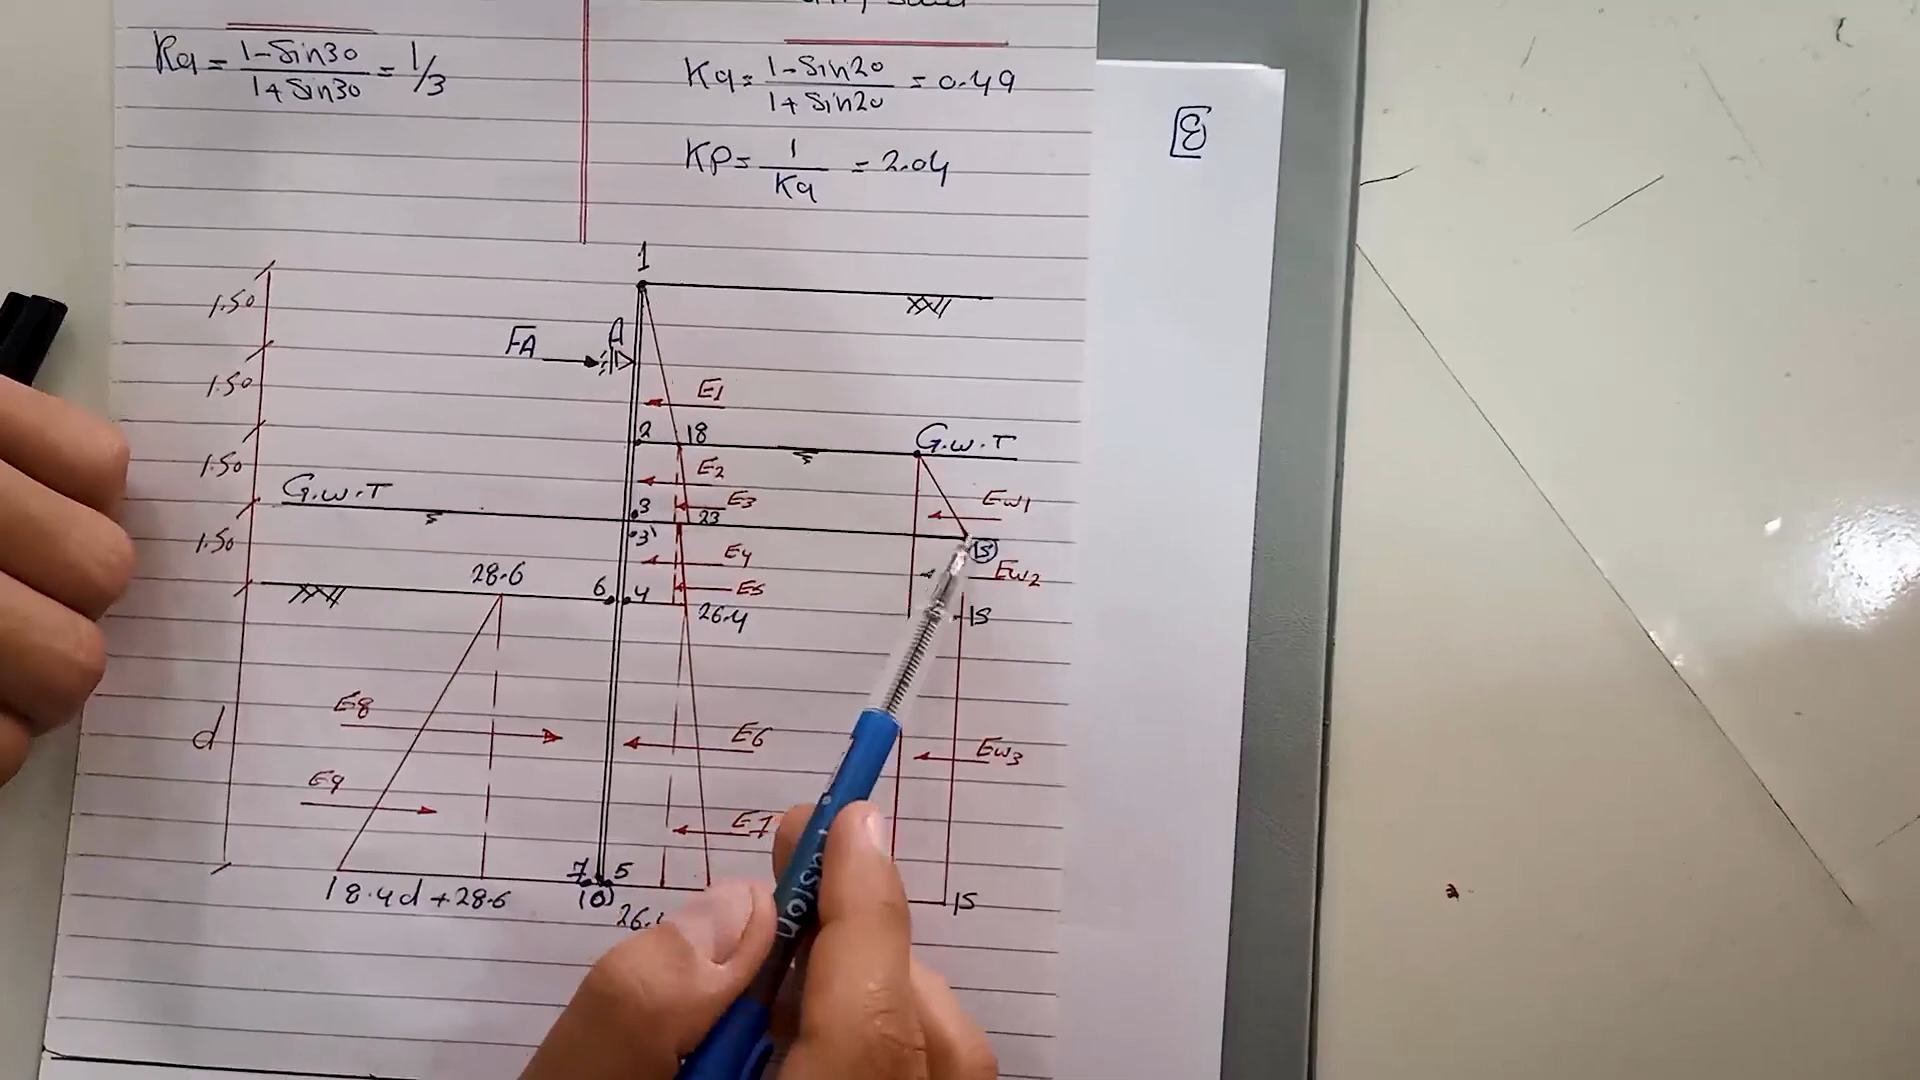 Ka = 1-Sin30 / 1+Sin30 = 1/3
Ka = 1-Sin20 / 1+Sin20 = 0.49
KP = 1 / Ka = 2.04
8
1
1.50
FA
A
1.50
E1
2
18
G.W.T
1.50
E2
G.W.T
E3
Ew1
3
23
3'
15
1.50
E4
Ew2
28.6
6
4
E5
26.4
15
E8
d
E6
Ew3
E9
E7
7
5
18.4d+28.6
(0)
15